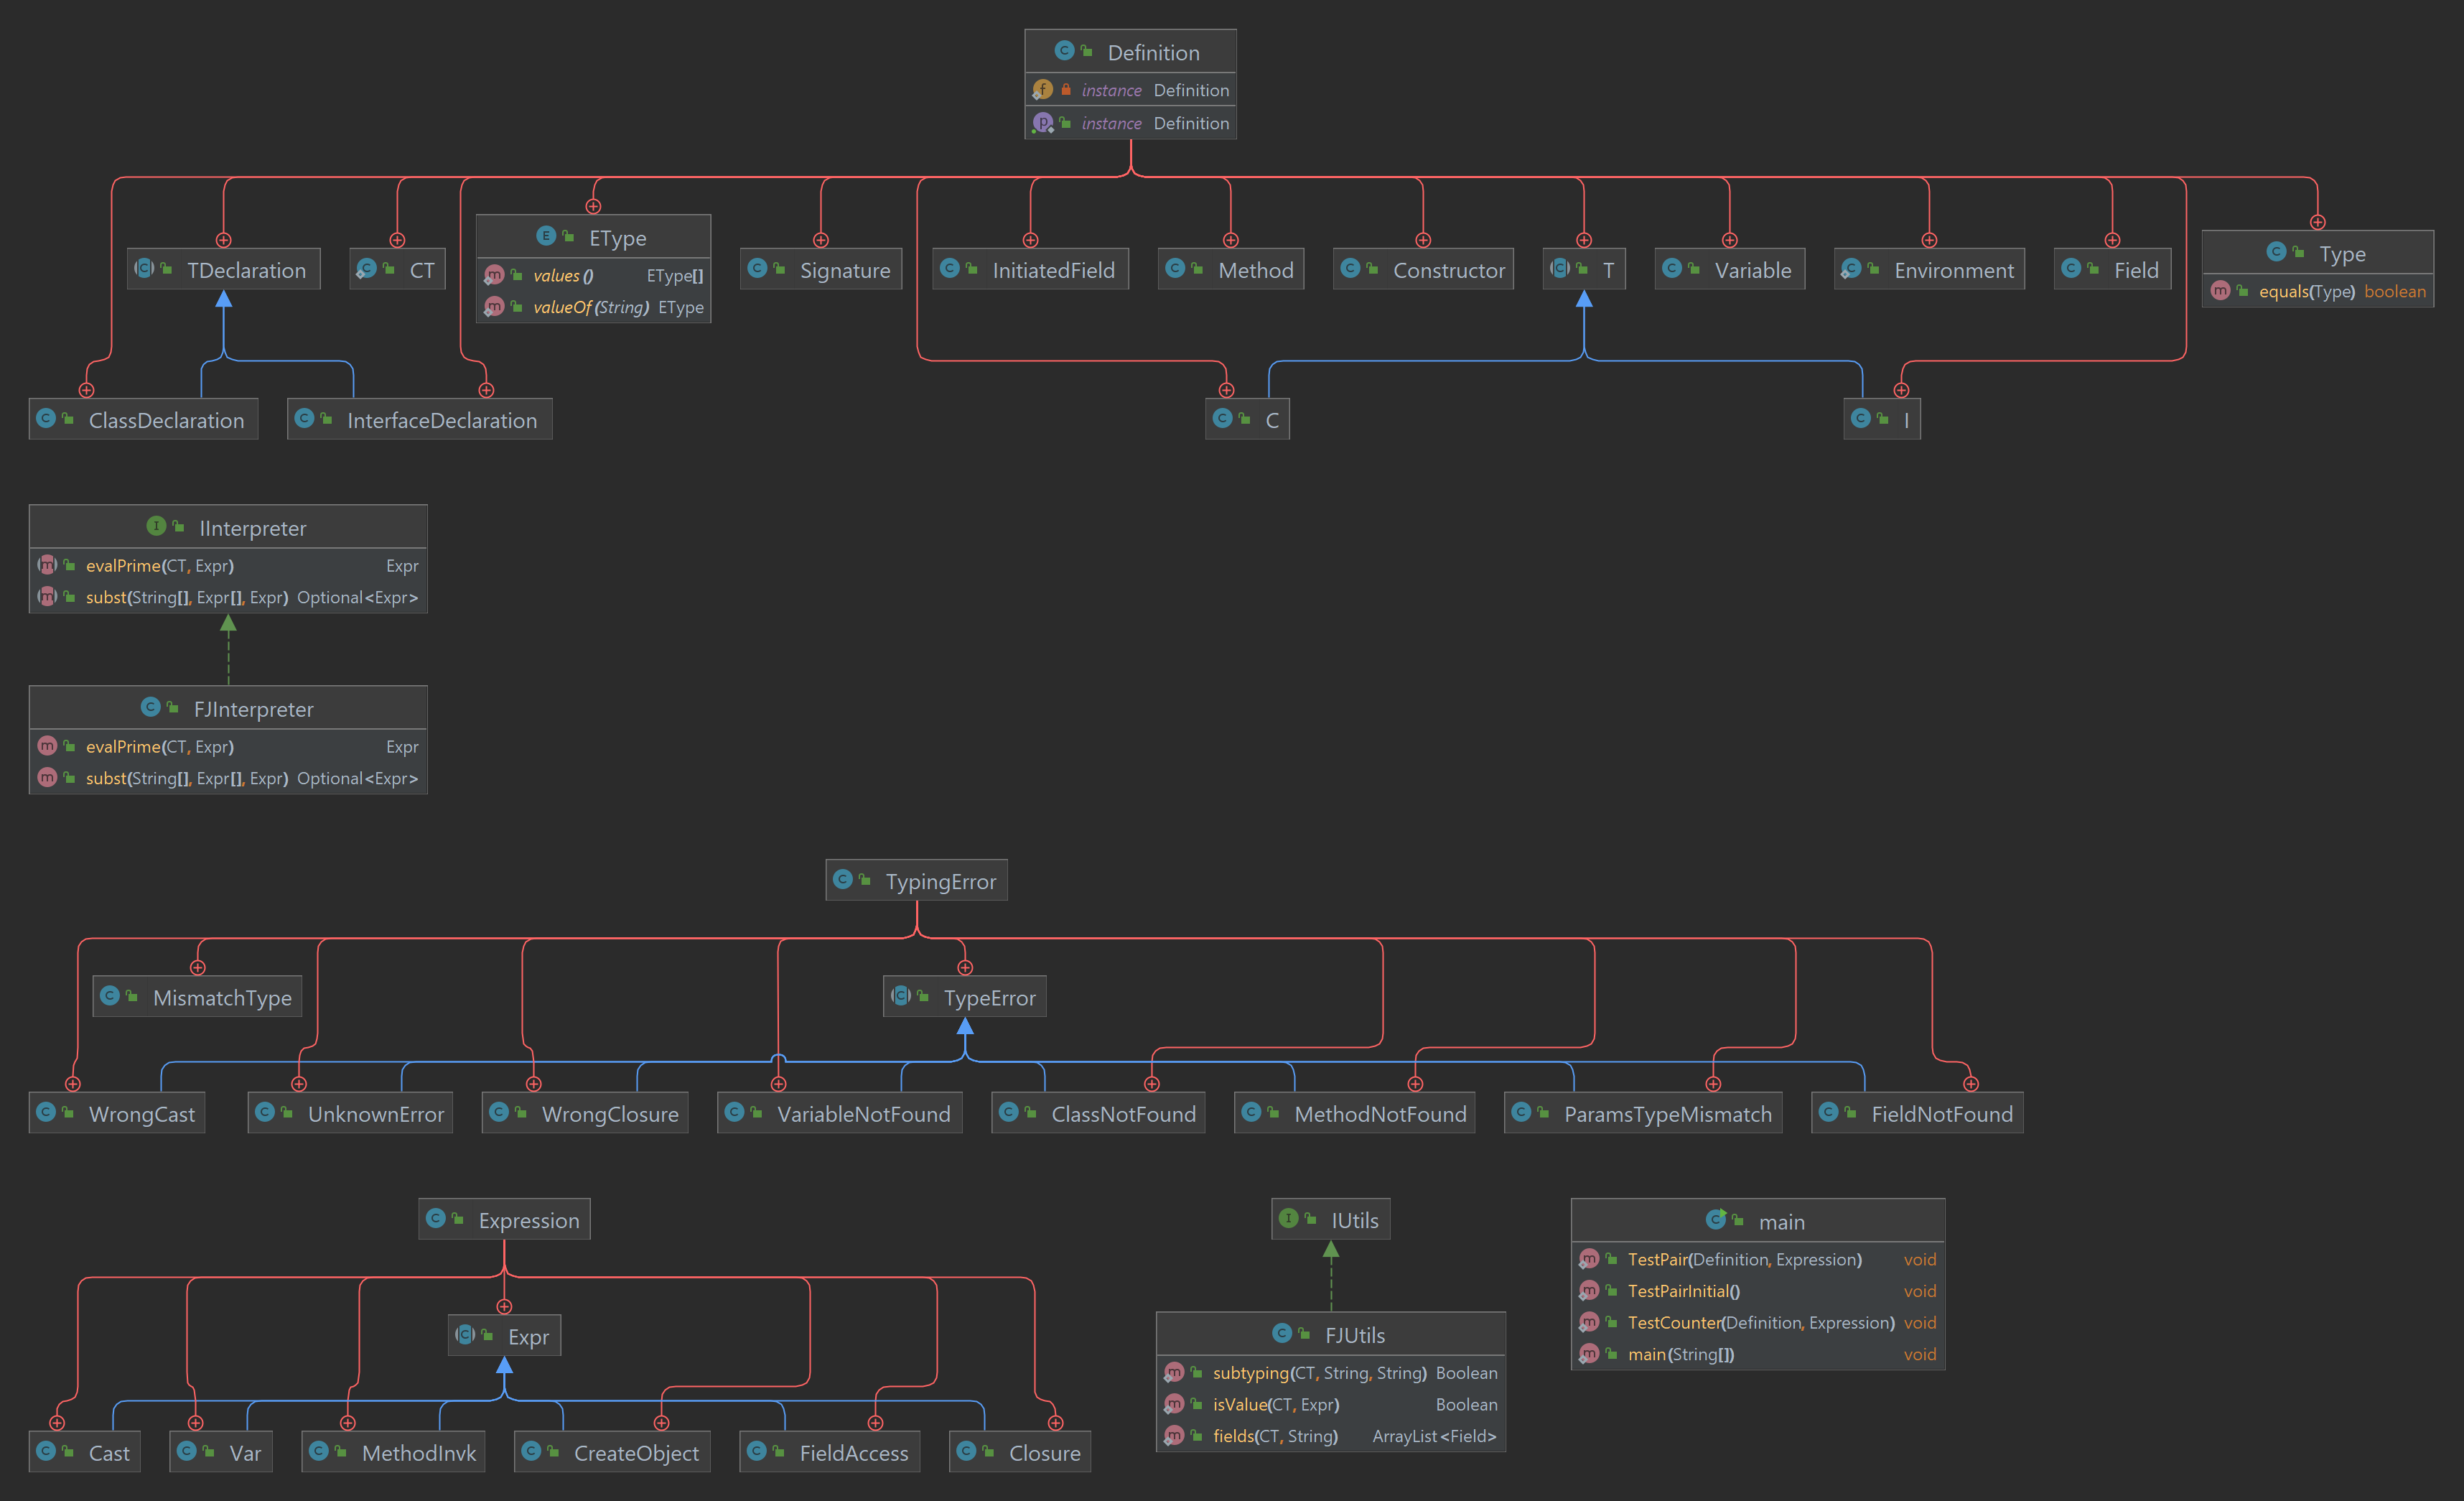 Definition
instance Definition
instance Definition
TDeclaration
CT
EType
values() EType[]
valueOf(String) EType
Signature
InitiatedField
Method
Constructor
T
Variable
Environment
Field
Type
equals(Type) boolean
ClassDeclaration
InterfaceDeclaration
C
I
IInterpreter
evalPrime(CT, Expr) Expr
subst(String[], Expr[], Expr) Optional<Expr>
FJInterpreter
evalPrime(CT, Expr) Expr
subst(String[], Expr[], Expr) Optional<Expr>
TypingError
MismatchType
TypeError
WrongCast
UnknownError
WrongClosure
VariableNotFound
ClassNotFound
MethodNotFound
ParamsTypeMismatch
FieldNotFound
Expression
Expr
Cast
Var
MethodInvk
CreateObject
FieldAccess
Closure
IUtils
FJUtils
subtyping(CT, String, String) Boolean
isValue(CT, Expr) Boolean
fields(CT, String) ArrayList<Field>
main
TestPair(Definition, Expression) void
TestPairInitial() void
TestCounter(Definition, Expression) void
main(String[]) void